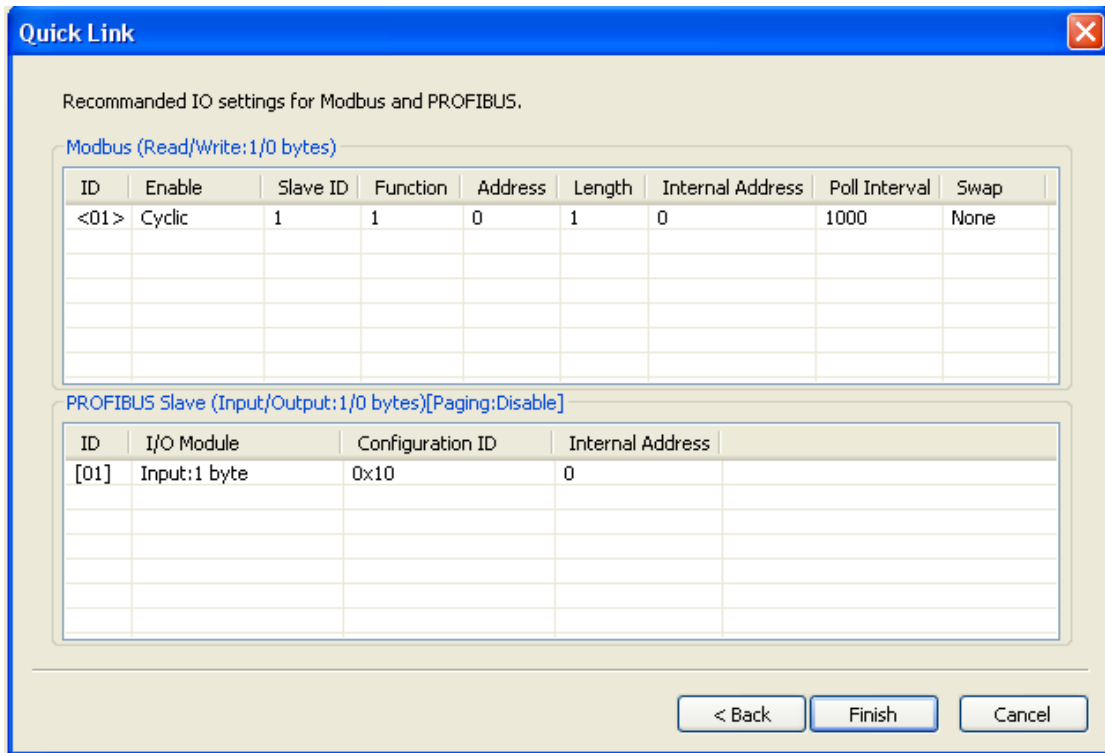 Quick Link
Recommanded IO settings for Modbus and PROFIBUS.
Modbus (Read/Write:1/0 bytes)
ID Enable Slave ID Function Address Length Internal Address Poll Interval Swap
<01> Cyclic 1 1 0 1 0 1000 None
PROFIBUS Slave (Input/Output:1/0 bytes)[Paging:Disable]
ID I/O Module Configuration ID Internal Address
[01] Input:1 byte 0x10 0
< Back Finish Cancel